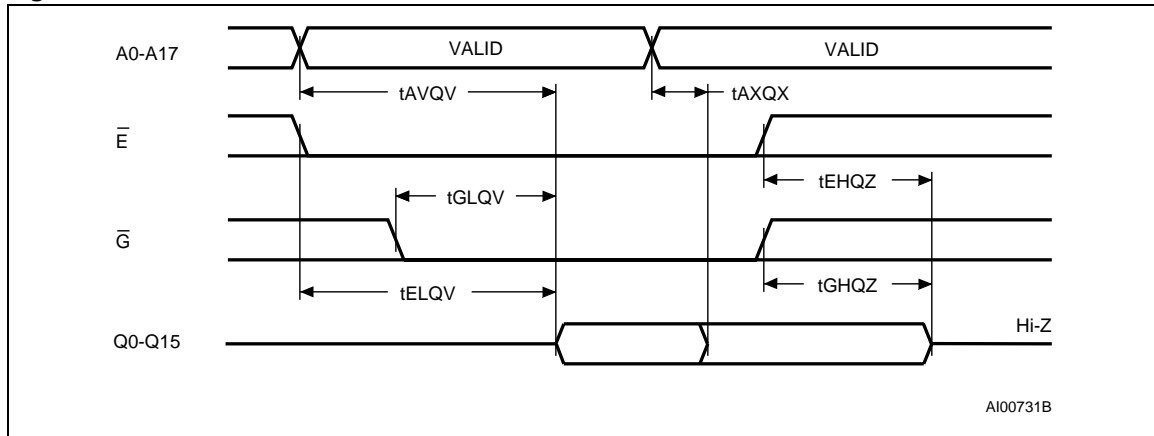 A0-A17 VALID VALID
tAVQV tAXQX
E̅
tEHQZ
tGLQV
G̅
tGHQZ
tELQV
Hi-Z
Q0-Q15
AI00731B